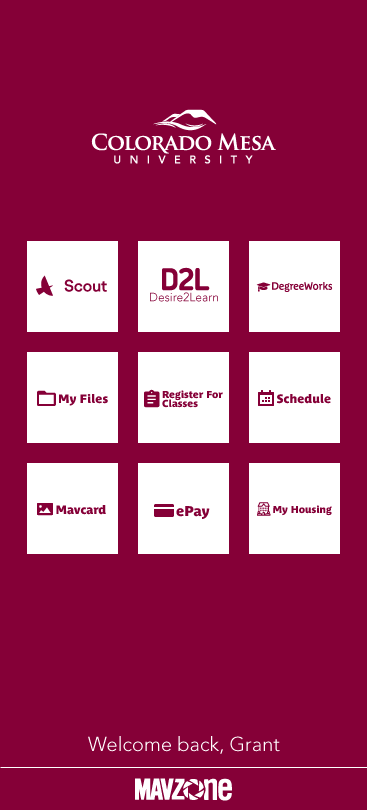 COLORADO MESA
UNIVERSITY
Scout
D2L
Desire2Learn
DegreeWorks
My Files
Register For
Classes
Schedule
Mavcard
ePay
My Housing
Welcome back, Grant
MAVZONE